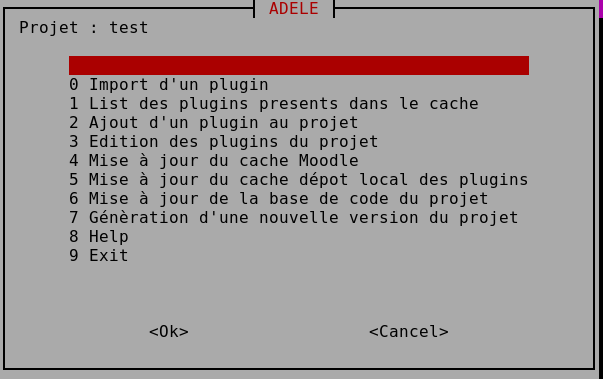 ADELE
Projet : test
0 Import d'un plugin
1 List des plugins presents dans le cache
2 Ajout d'un plugin au projet
3 Edition des plugins du projet
4 Mise à jour du cache Moodle
5 Mise à jour du cache dépot local des plugins
6 Mise à jour de la base de code du projet
7 Génèration d'une nouvelle version du projet
8 Help
9 Exit
<Ok> <Cancel>